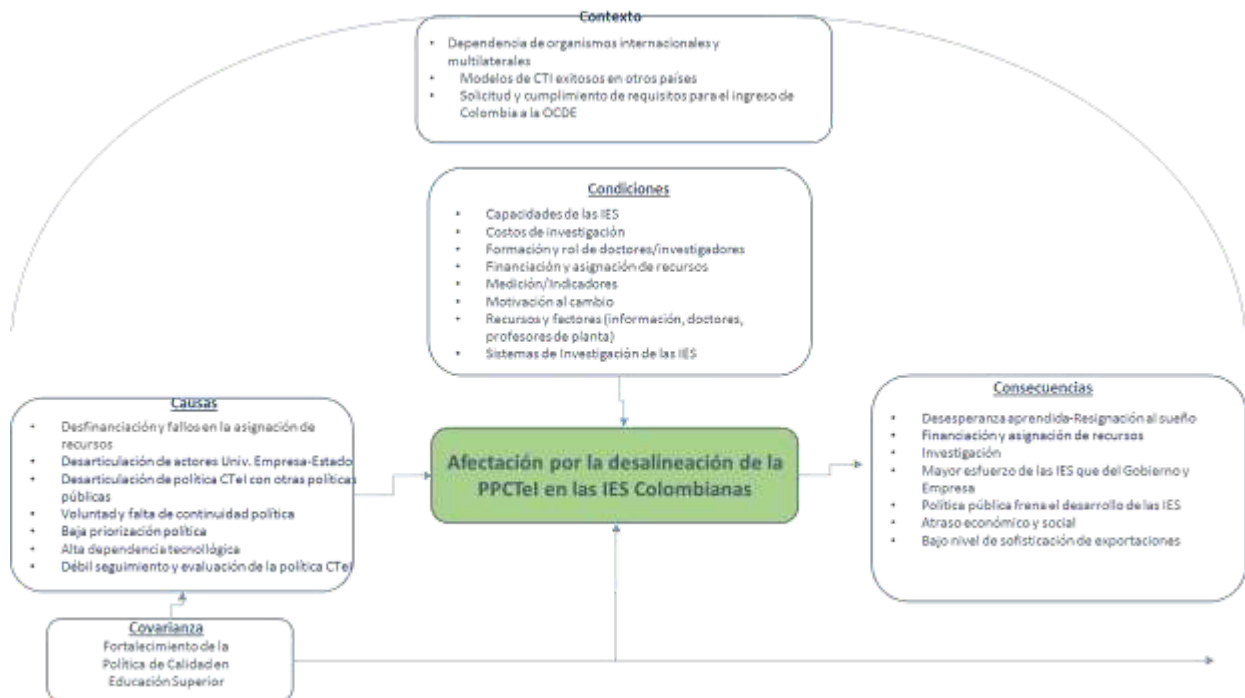 Contexto
• Dependencia de organismos internacionales y
multilaterales
• Modelos de CTI exitosos en otros países
• Solicitud y cumplimiento de requisitos para el ingreso de
Colombia a la OCDE
Condiciones
• Capacidades de las IES
• Costos de investigación
• Formación y rol de doctores/investigadores
• Financiación y asignación de recursos
• Medición/Indicadores
• Motivación al cambio
• Recursos y factores (información, doctores,
profesores de planta)
• Sistemas de Investigación de las IES
Causas
• Desfinanciación y fallos en la asignación de
recursos
• Desarticulación de actores Univ. Empresa-Estado
• Desarticulación de política CTeI con otras políticas
públicas
• Voluntad y falta de continuidad política
• Baja priorización política
• Alta dependencia tecnológica
• Débil seguimiento y evaluación de la política CTeI
Afectación por la desalineación de la
PPCTeI en las IES Colombianas
Consecuencias
• Desesperanza aprendida-Resignación al sueño
• Financiación y asignación de recursos
• Investigación
• Mayor esfuerzo de las IES que del Gobierno y
Empresa
• Política pública frena el desarrollo de las IES
• Atraso económico y social
• Bajo nivel de sofisticación de exportaciones
Covarianza
Fortalecimiento de la
Política de Calidad en
Educación Superior